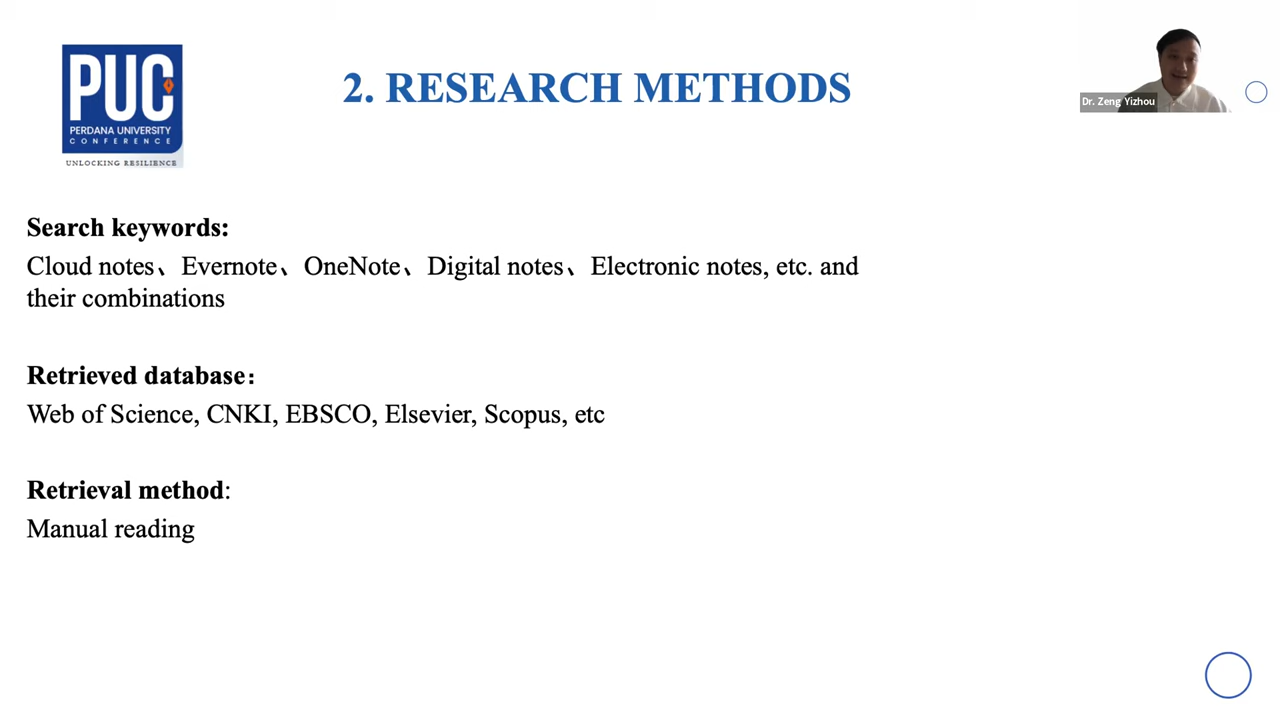 PUC
PERDANA UNIVERSITY
CONFERENCE
UNLOCKING RESILIENCE
2. RESEARCH METHODS
Dr. Zeng Yizhou
Search keywords:
Cloud notes、Evernote、OneNote、Digital notes、Electronic notes, etc. and
their combinations
Retrieved database：
Web of Science, CNKI, EBSCO, Elsevier, Scopus, etc
Retrieval method:
Manual reading